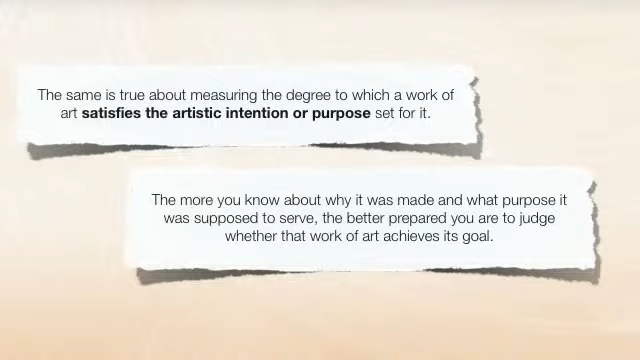 The same is true about measuring the degree to which a work of
art satisfies the artistic intention or purpose set for it.
The more you know about why it was made and what purpose it
was supposed to serve, the better prepared you are to judge
whether that work of art achieves its goal.